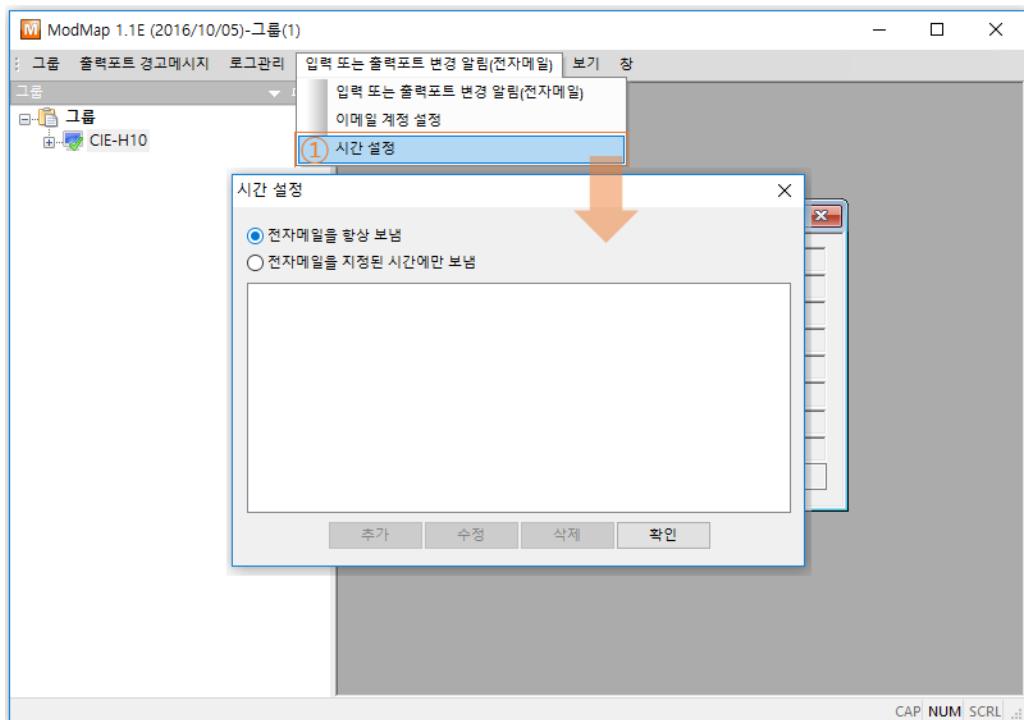 ModMap 1.1E (2016/10/05)-그룹(1)
그룹 출력포트 경고메시지 로그관리 입력 또는 출력포트 변경 알림(전자메일) 보기 창
그룹
입력 또는 출력포트 변경 알림(전자메일)
이메일 계정 설정
① 시간 설정
그룹
CIE-H10
시간 설정
전자메일을 항상 보냄
전자메일을 지정된 시간에만 보냄
추가 수정 삭제 확인
CAP NUM SCRL